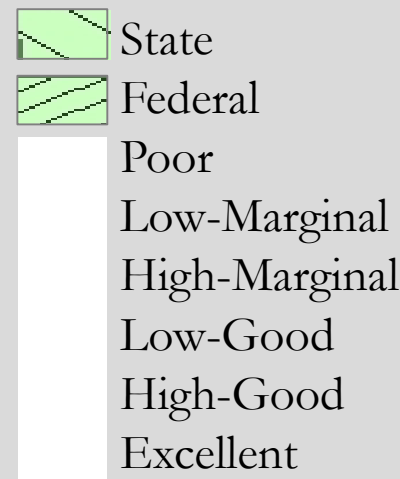 State
Federal
Poor
Low-Marginal
High-Marginal
Low-Good
High-Good
Excellent